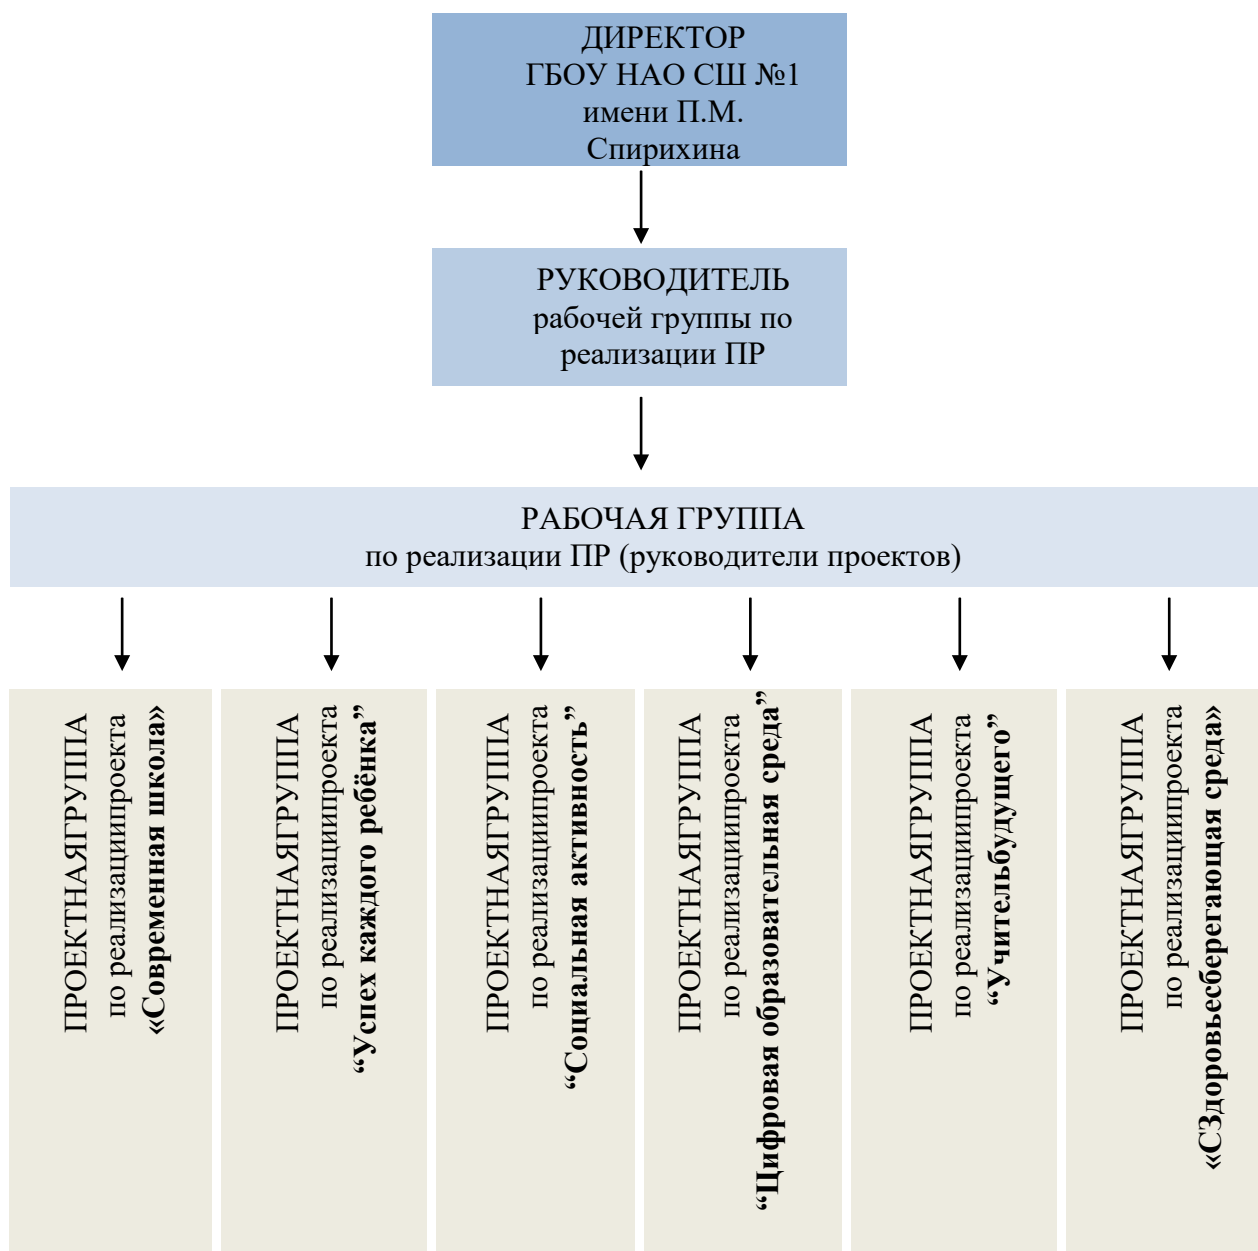 ДИРЕКТОР
ГБОУ НАО СШ №1
имени П.М.
Спирихина
РУКОВОДИТЕЛЬ
рабочей группы по
реализации ПР
РАБОЧАЯ ГРУППА
по реализации ПР (руководители проектов)
ПРОЕКТНАЯГРУППА
по реализациипроекта
«Современная школа»
ПРОЕКТНАЯГРУППА
по реализациипроекта
“Успех каждого ребёнка”
ПРОЕКТНАЯГРУППА
по реализациипроекта
“Социальная активность”
ПРОЕКТНАЯГРУППА
по реализациипроекта
“Цифровая образовательная среда”
ПРОЕКТНАЯГРУППА
по реализациипроекта
“Учительбудущего”
ПРОЕКТНАЯГРУППА
по реализациипроекта
«СЗдоровьесберегающая среда»